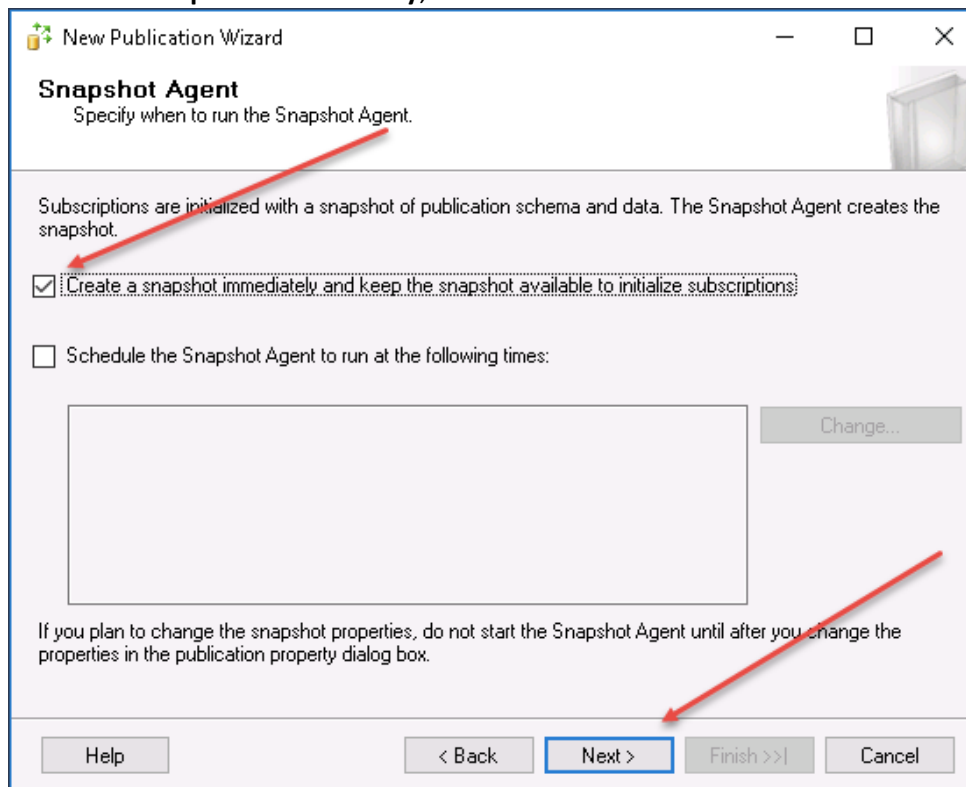 New Publication Wizard
Snapshot Agent
Specify when to run the Snapshot Agent.
Subscriptions are initialized with a snapshot of publication schema and data. The Snapshot Agent creates the
snapshot.
Create a snapshot immediately and keep the snapshot available to initialize subscriptions
Schedule the Snapshot Agent to run at the following times:
Change...
If you plan to change the snapshot properties, do not start the Snapshot Agent until after you change the
properties in the publication property dialog box.
Help
< Back
Next >
Finish >>|
Cancel